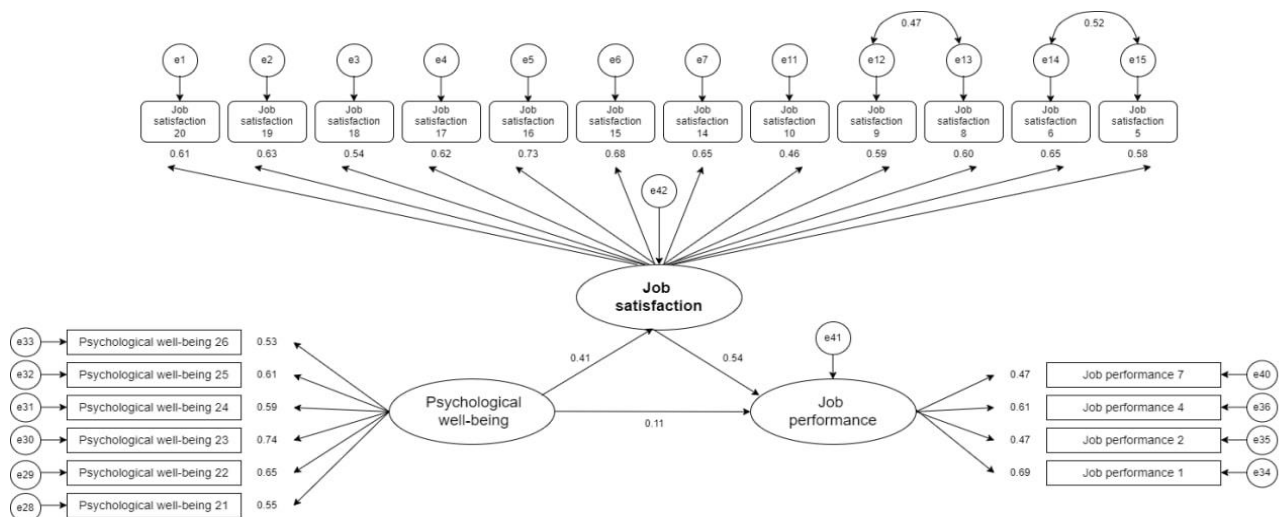 0.47
0.52
e1
e2
e3
e4
e5
e6
e7
e11
e12
e13
e14
e15
Job
satisfaction
20
Job
satisfaction
19
Job
satisfaction
18
Job
satisfaction
17
Job
satisfaction
16
Job
satisfaction
15
Job
satisfaction
14
Job
satisfaction
10
Job
satisfaction
9
Job
satisfaction
8
Job
satisfaction
6
Job
satisfaction
5
0.61
0.63
0.54
0.62
0.73
0.68
0.65
0.46
0.59
0.60
0.65
0.58
e42
Job
satisfaction
e33
Psychological well-being 26
0.53
e32
Psychological well-being 25
0.61
e31
Psychological well-being 24
0.59
e30
Psychological well-being 23
0.74
e29
Psychological well-being 22
0.65
e28
Psychological well-being 21
0.55
0.41
0.54
e41
Psychological
well-being
0.11
Job
performance
0.47
Job performance 7
e40
0.61
Job performance 4
e36
0.47
Job performance 2
e35
0.69
Job performance 1
e34